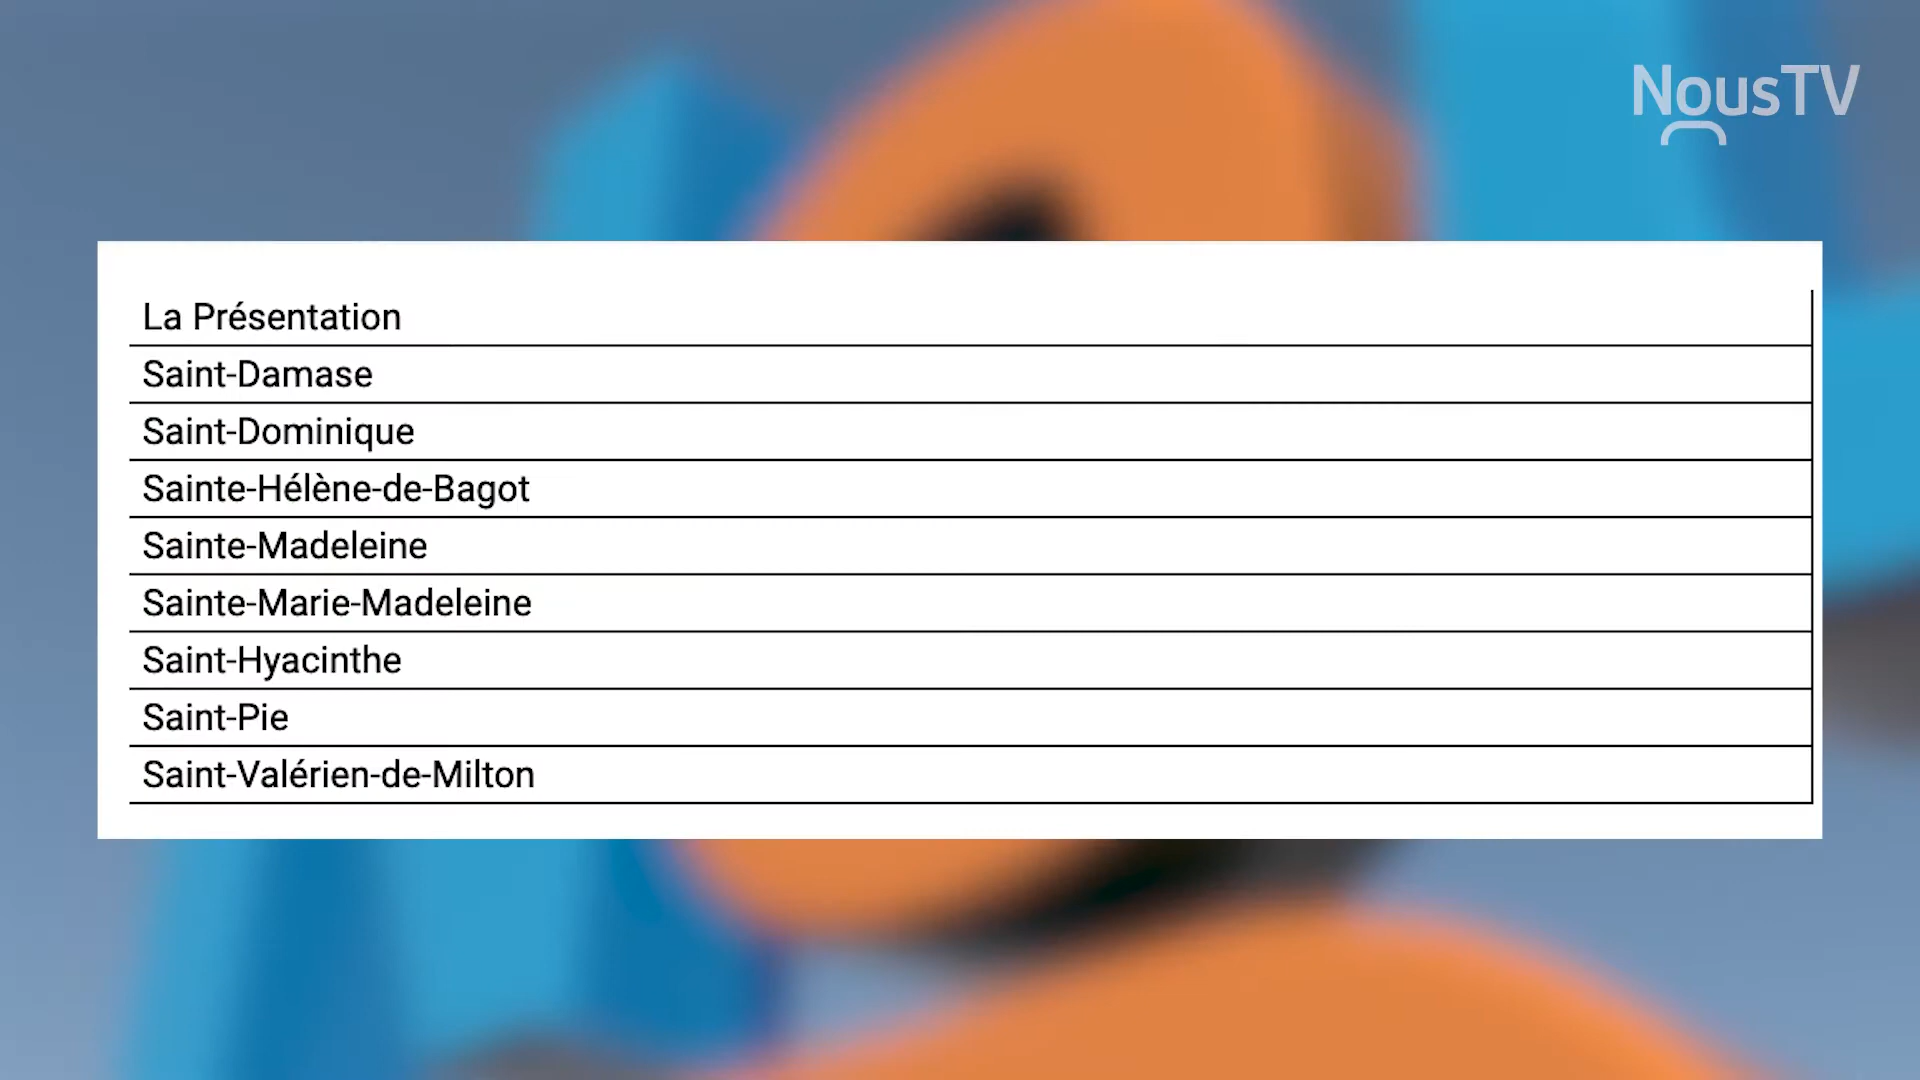 NousTV
La Présentation
Saint-Damase
Saint-Dominique
Sainte-Hélène-de-Bagot
Sainte-Madeleine
Sainte-Marie-Madeleine
Saint-Hyacinthe
Saint-Pie
Saint-Valérien-de-Milton